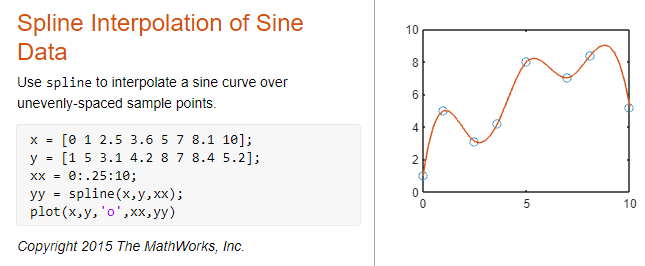 Spline Interpolation of Sine
Data
Use spline to interpolate a sine curve over
unevenly-spaced sample points.
x = [0 1 2.5 3.6 5 7 8.1 10];
y = [1 5 3.1 4.2 8 7 8.4 5.2];
xx = 0:.25:10;
yy = spline(x,y,xx);
plot(x,y,'o',xx,yy)
Copyright 2015 The MathWorks, Inc.
10
8
6
4
2
0
0 5 10